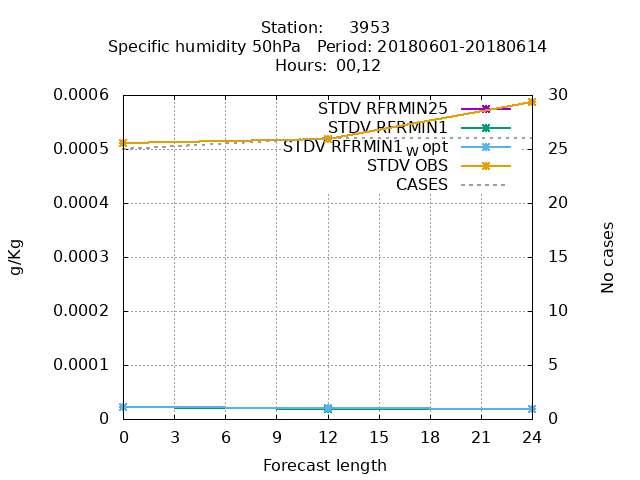 Station: 3953
Specific humidity 50hPa Period: 20180601-20180614
Hours: 00,12
STDV RFRMIN25
STDV RFRMIN1
STDV RFRMIN1_W opt
STDV OBS
CASES
0.0006
0.0005
0.0004
0.0003
0.0002
0.0001
0
g/Kg
30
25
20
15
10
5
0
No cases
0 3 6 9 12 15 18 21 24
Forecast length